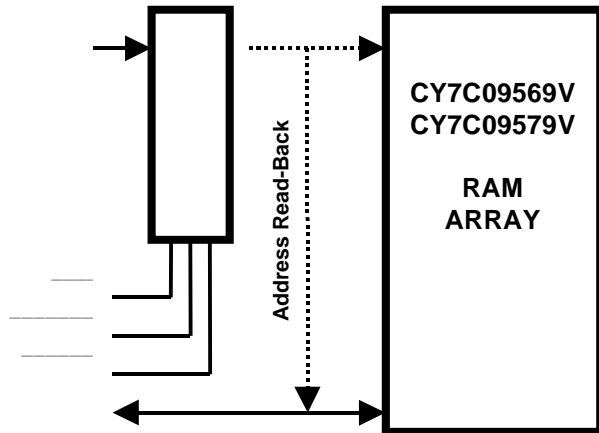 CY7C09569V
CY7C09579V
RAM
ARRAY
Address Read-Back